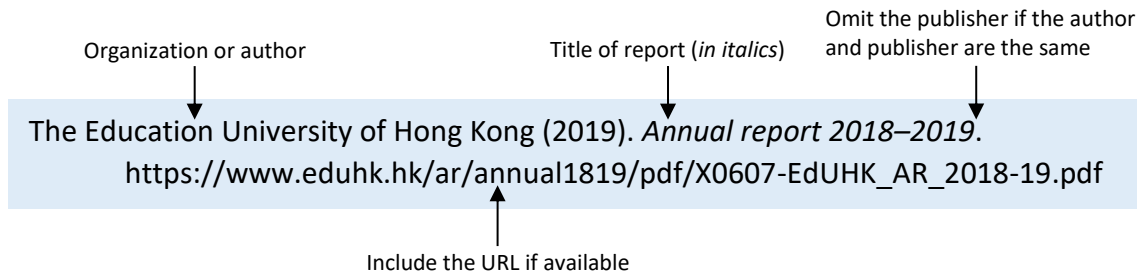 Omit the publisher if the author
and publisher are the same
Organization or author
Title of report (in italics)
The Education University of Hong Kong (2019). Annual report 2018–2019.
https://www.eduhk.hk/ar/annual1819/pdf/X0607-EdUHK_AR_2018-19.pdf
Include the URL if available